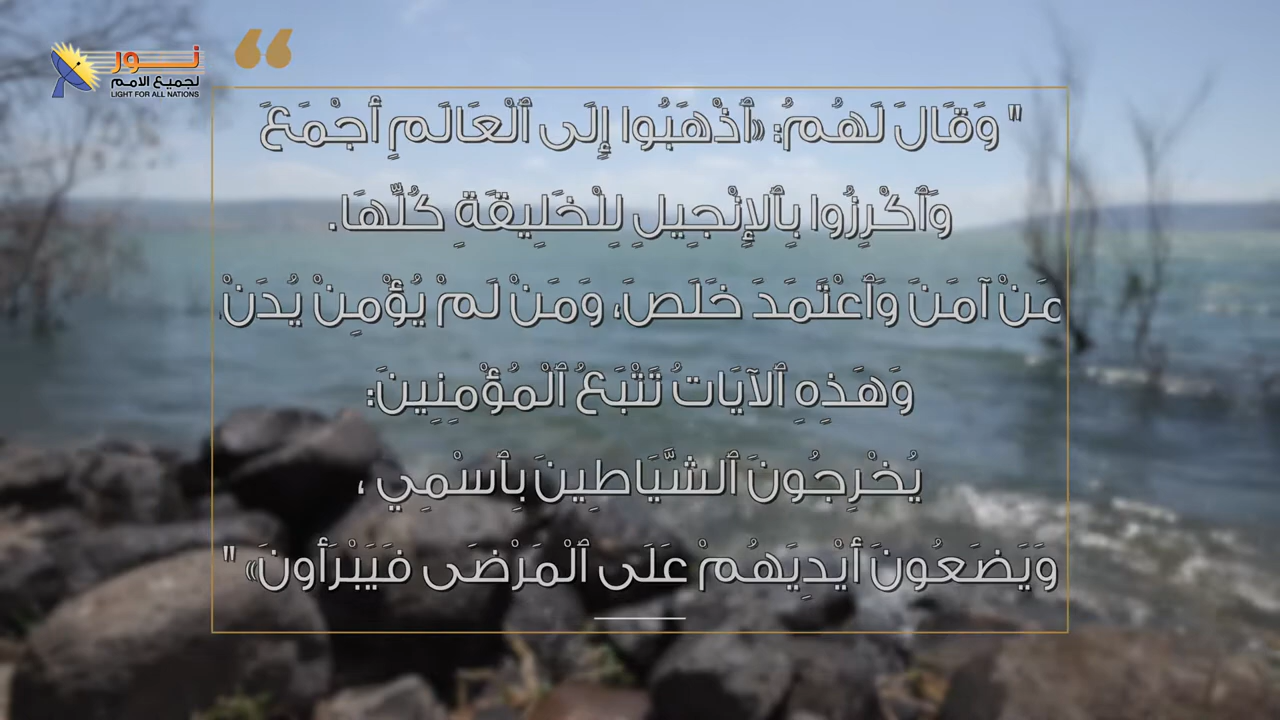 نور
لجميع الامم
LIGHT FOR ALL NATIONS
" وَقَالَ لَهُمُ: «ٱذْهَبُوا إِلَى ٱلْعَالَمِ أَجْمَعَ
وَٱكْرِزُوا بِٱلإِنْجِيلِ لِلْخَلِيقَةِ كُلِّهَا.
مَنْ آمَنَ وَٱعْتَمَدَ خَلَصَ، وَمَنْ لَمْ يُؤْمِنْ يُدَنْ.
وَهَذِهِ ٱلآيَاتُ تَتْبَعُ ٱلْمُؤْمِنِينَ:
يُخْرِجُونَ ٱلشَّيَاطِينَ بِٱسْمِي ،
وَيَضَعُونَ أَيْدِيَهُمْ عَلَى ٱلْمَرْضَى فَيَبْرَأُونَ» "